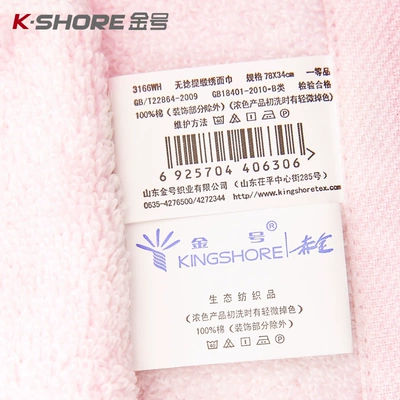 K-SHORE 金号
3166WH 无捻提缎绣面巾 规格78X34cm 一等品
GB/T22864-2009 GB18401-2010-B类 检验合格
100%棉(装饰部分除外)(浓色产品初洗时有轻微掉色)
维护方法
6 925704 406306
山东金号织业有限公司(山东茌平中心街285号)
0635-4276500/4272344 http://www.kingshoretex.com
金号®
KINGSHORE
生态纺织品
(浓色产品初洗时有轻微掉色)
100%棉(装饰部分除外)